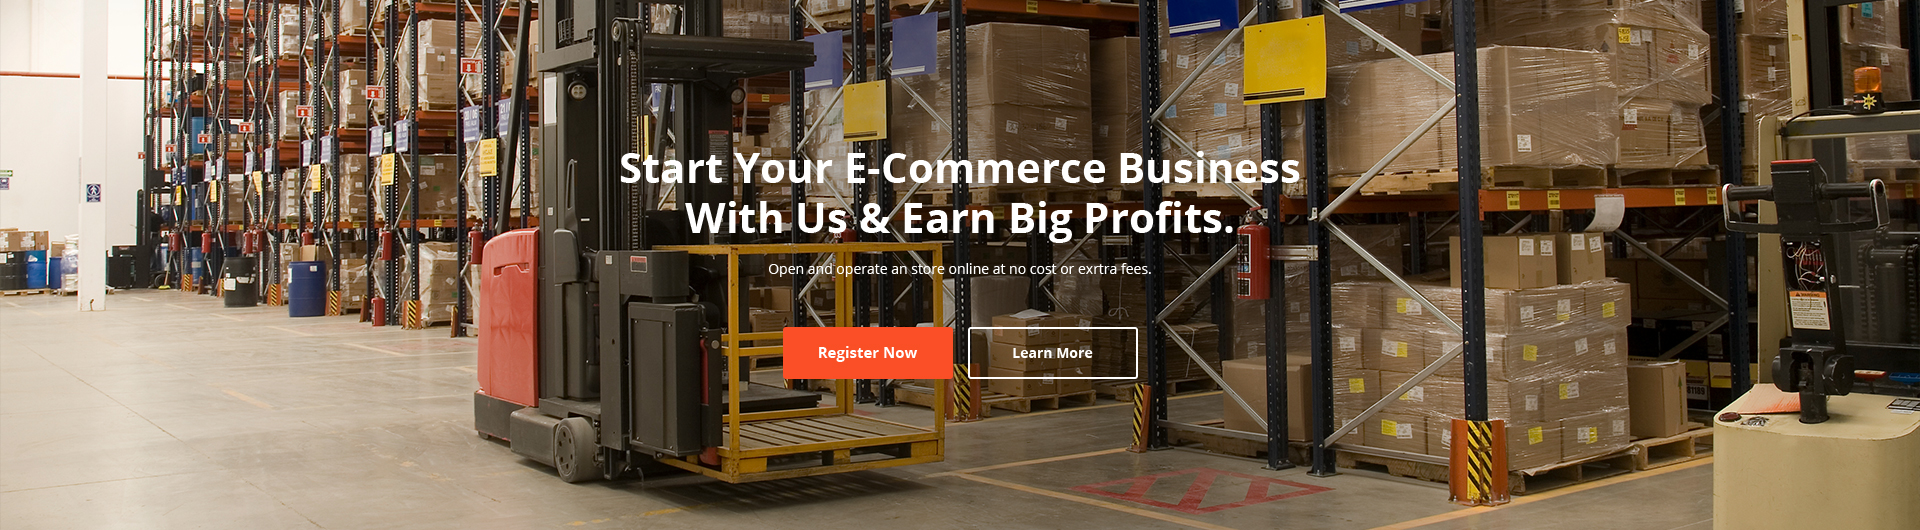 Start Your E-Commerce Business
With Us & Earn Big Profits.
Open and operate an store online at no cost or exrtra fees.
Register Now
Learn More